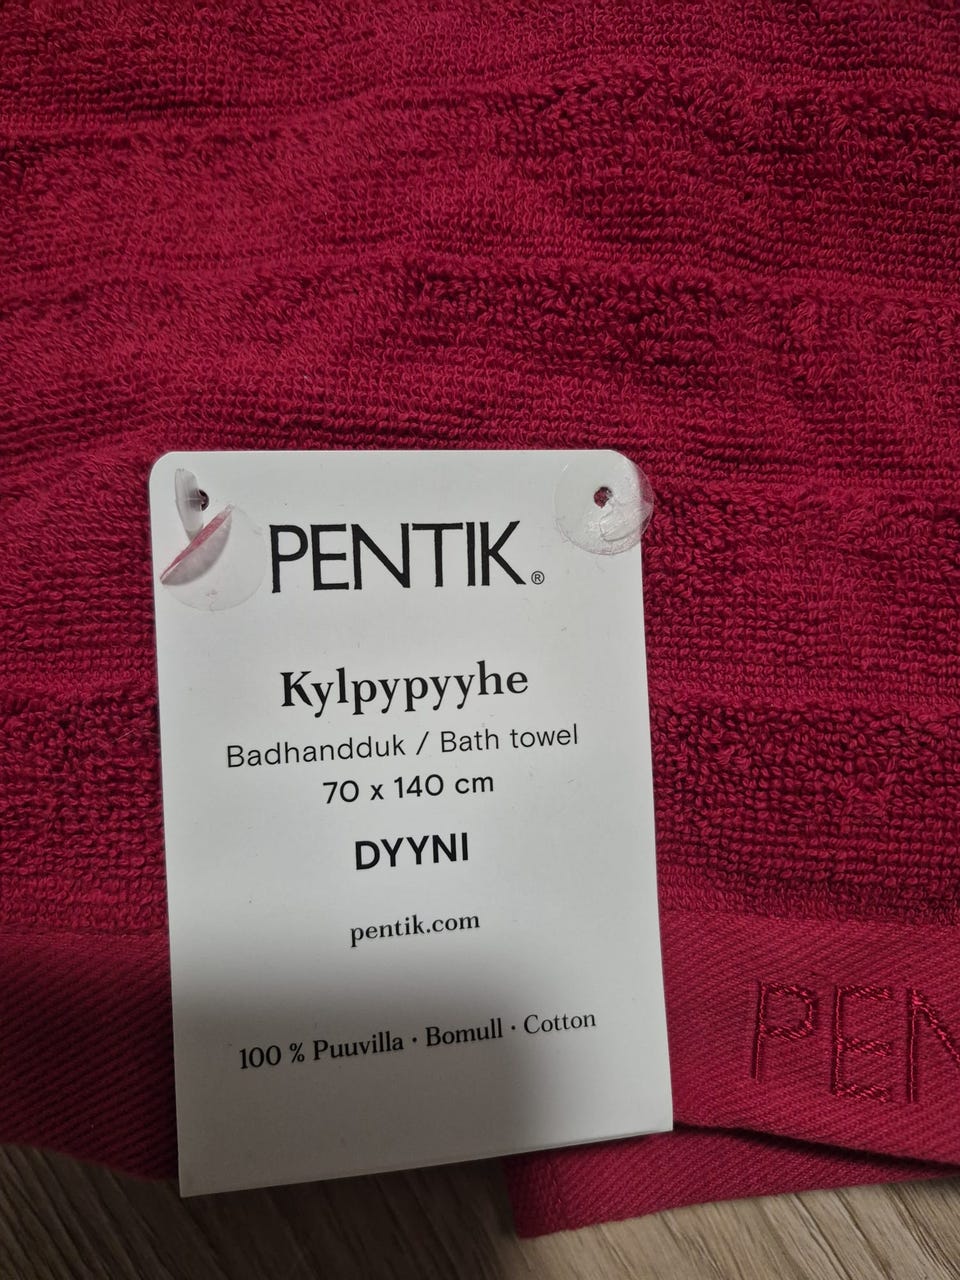 PENTIK®
Kylpypyyhe
Badhandduk / Bath towel
70 x 140 cm
DYYNI
pentik.com
100 % Puuvilla · Bomull · Cotton
PEN